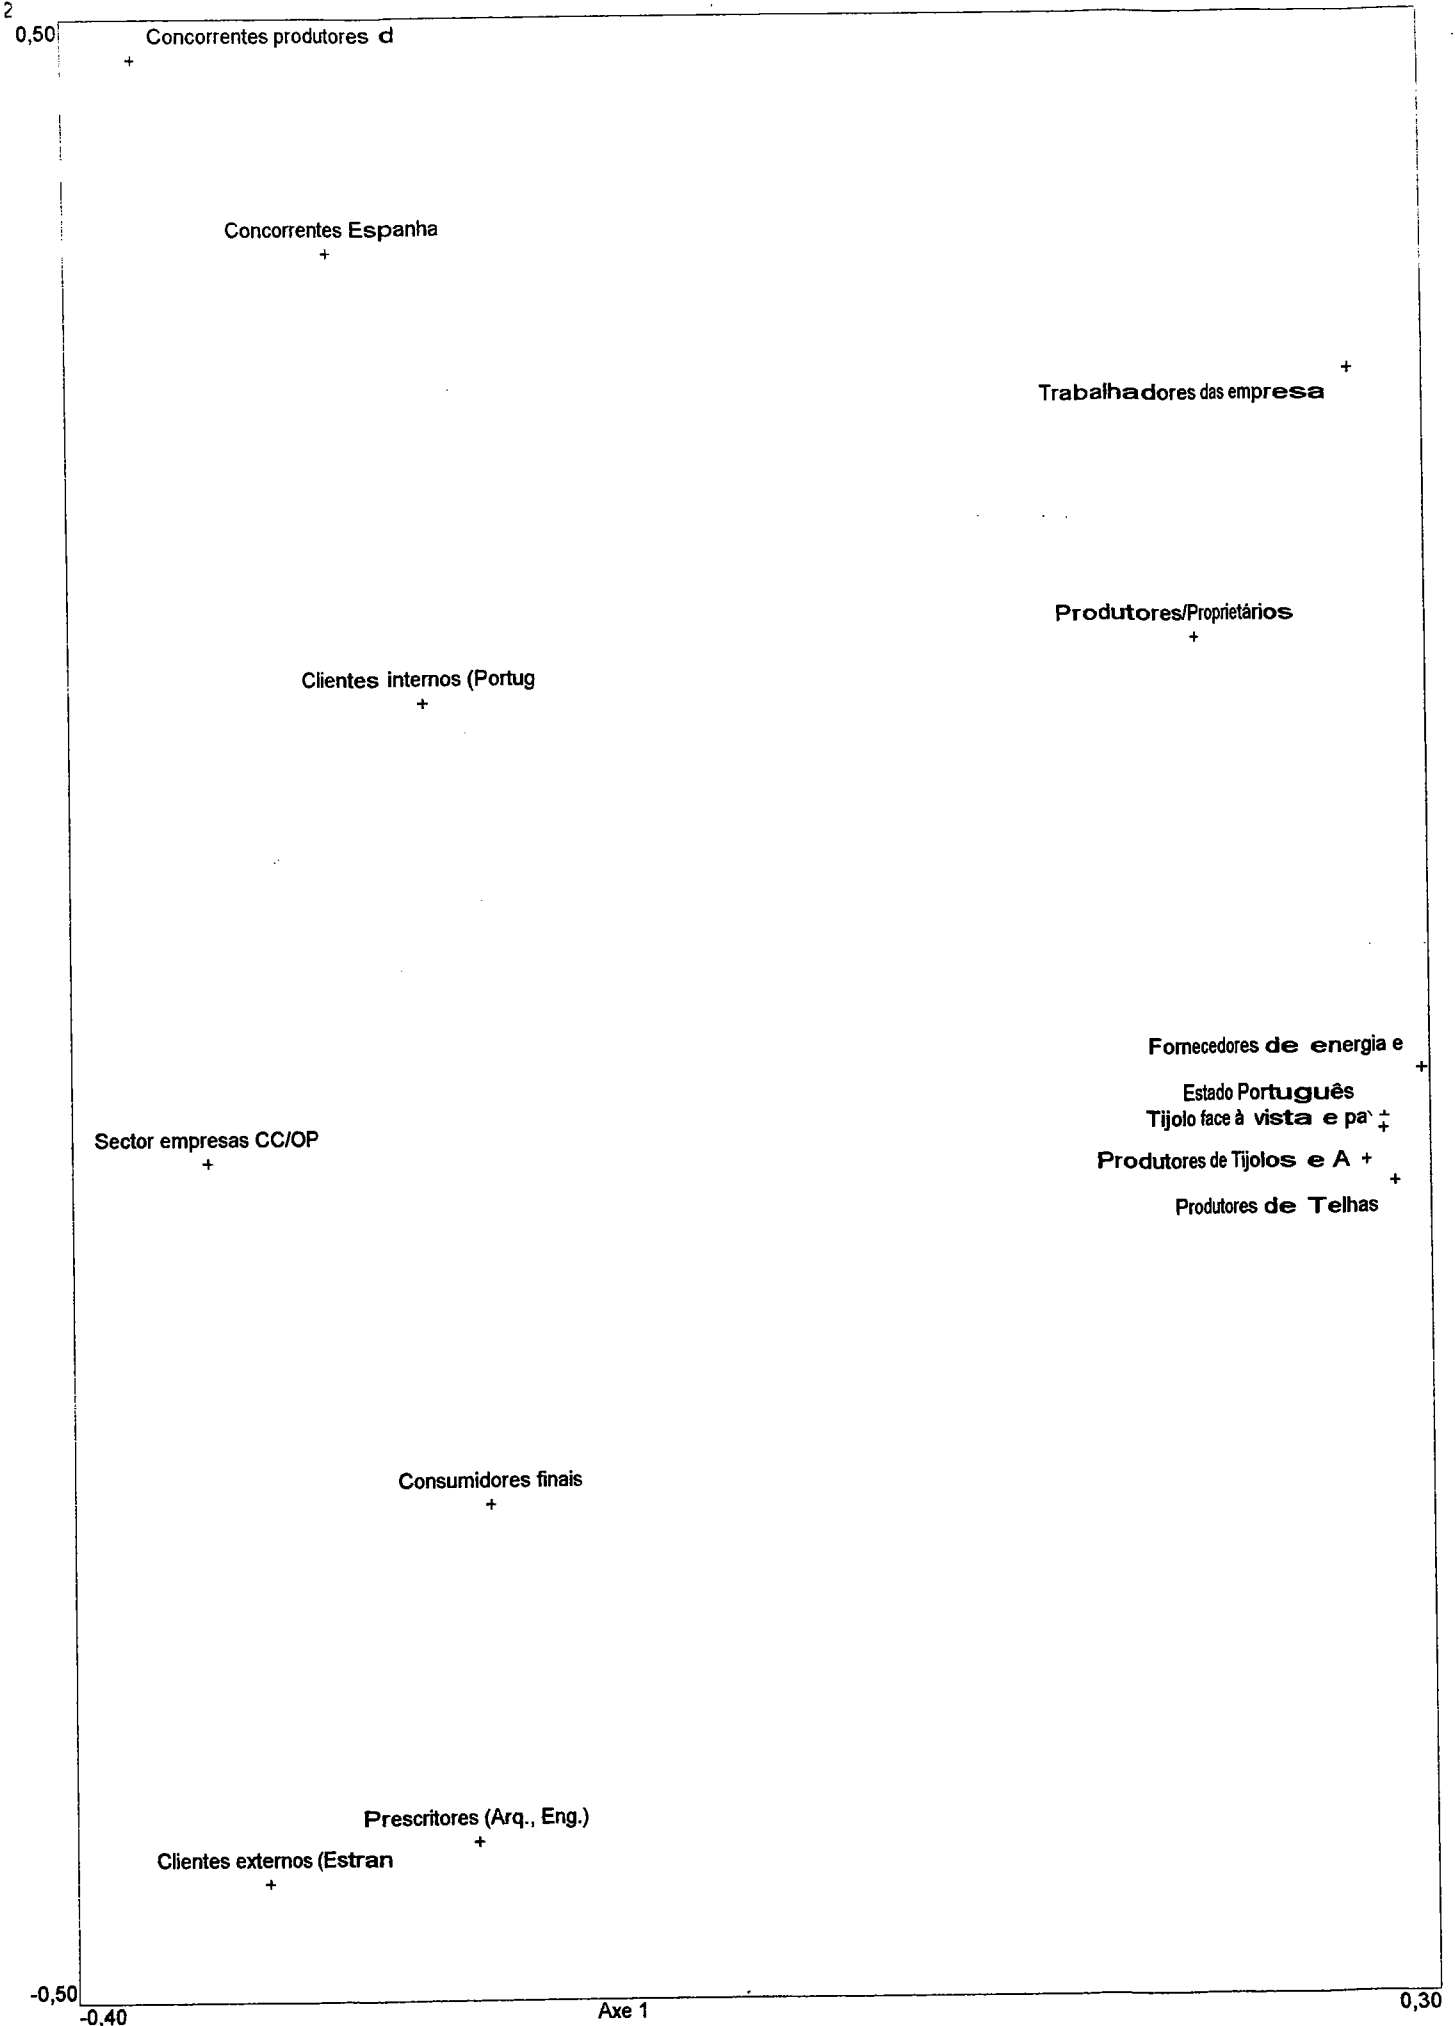 2
0,50
Concorrentes produtores d
Concorrentes Espanha
Trabalhadores das empresa
Produtores/Proprietários
Clientes internos (Portug
Fornecedores de energia e
Estado Português
Tijolo face à vista e pa
Sector empresas CC/OP
Produtores de Tijolos e A
Produtores de Telhas
Consumidores finais
Prescritores (Arq., Eng.)
Clientes externos (Estran
-0,50
-0,40
Axe 1
0,30